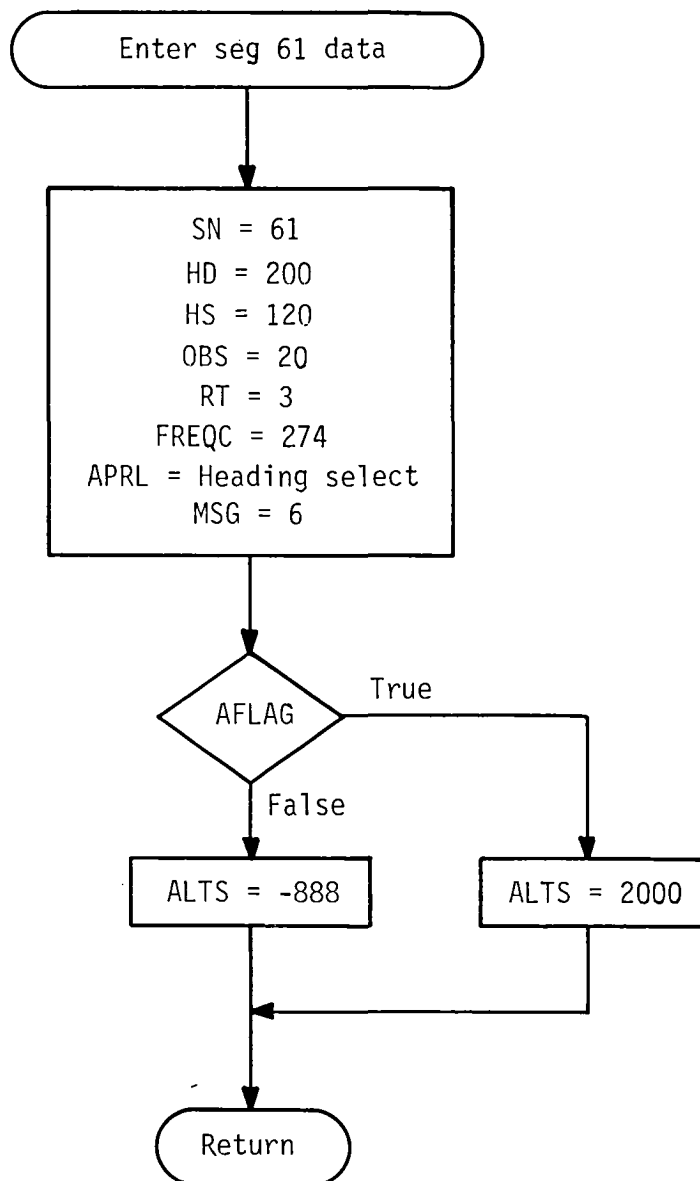 Enter seg 61 data
SN = 61
HD = 200
HS = 120
OBS = 20
RT = 3
FREQC = 274
APRL = Heading select
MSG = 6
AFLAG
True
False
ALTS = -888
ALTS = 2000
Return